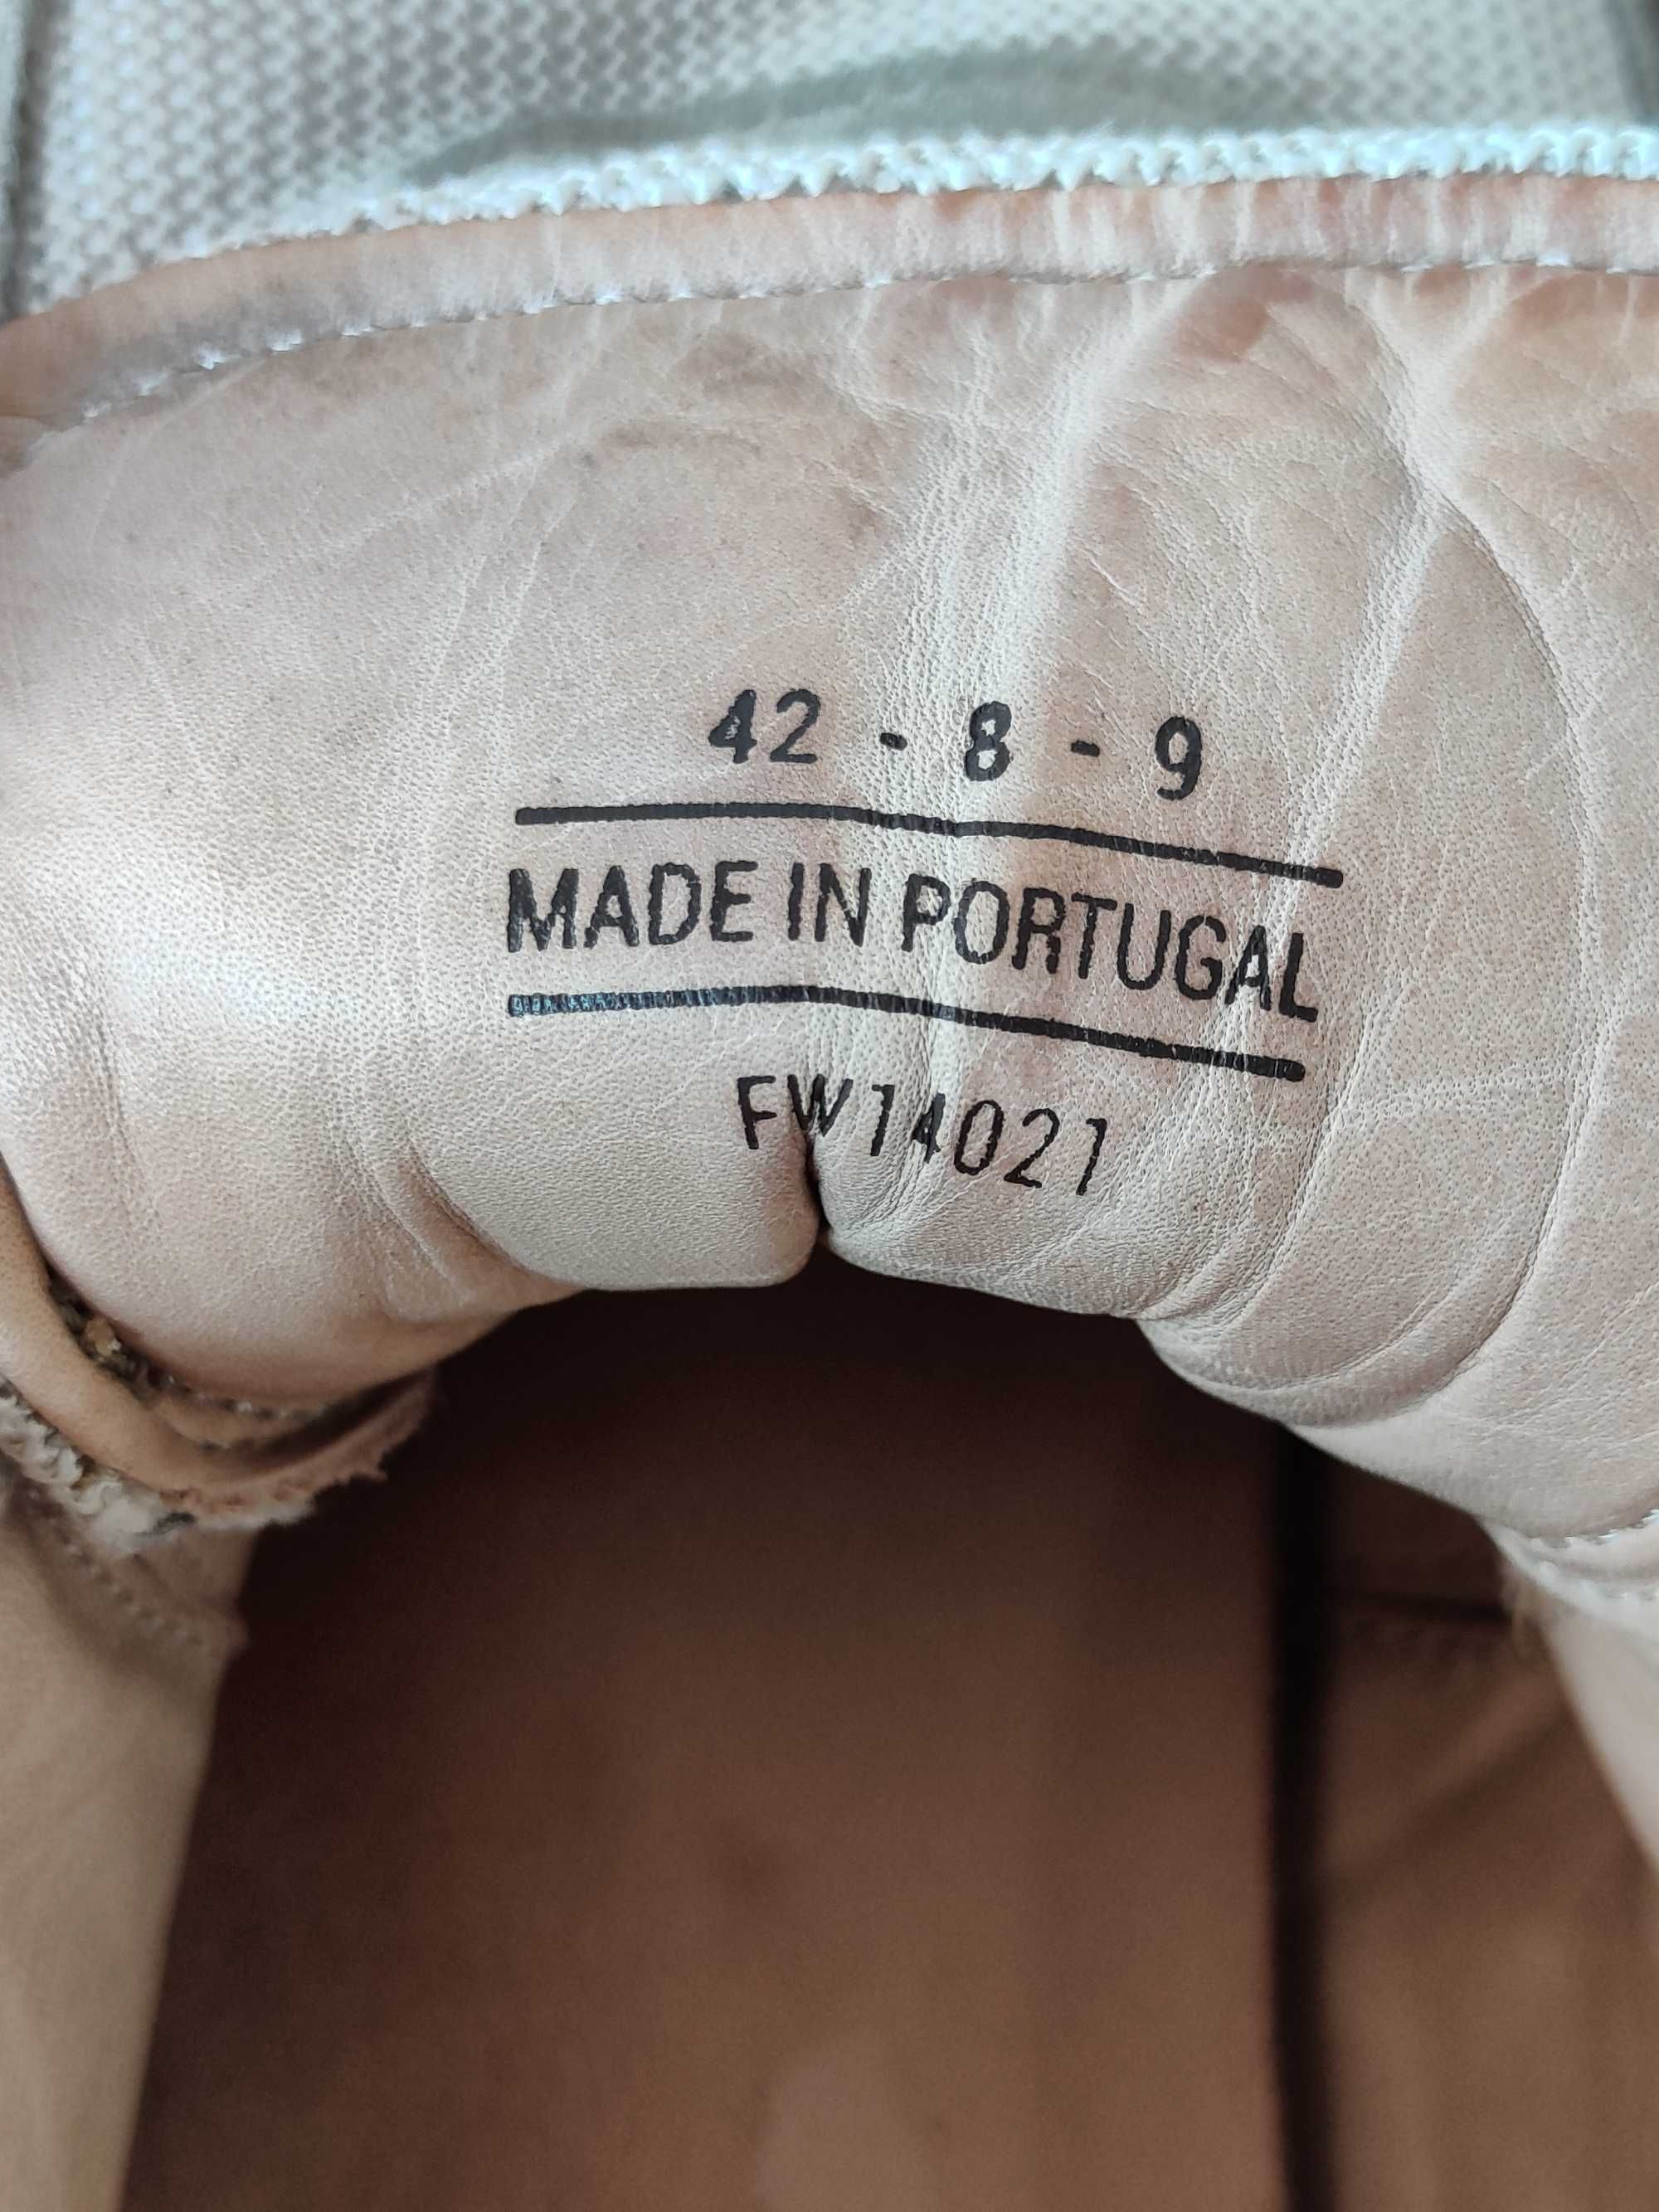 42 - 8 - 9
MADE IN PORTUGAL
FW14021